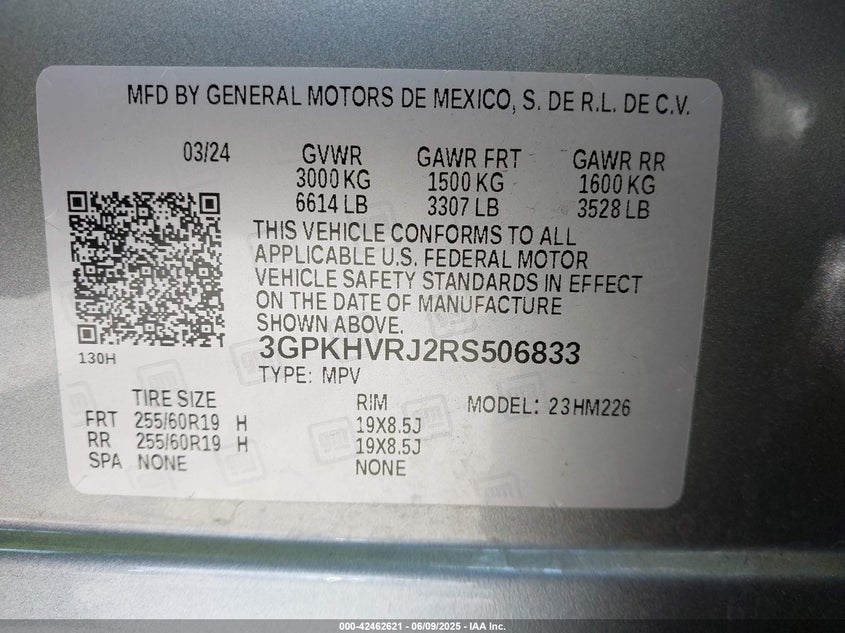 MFD BY GENERAL MOTORS DE MEXICO, S. DE R.L. DE C.V.
03/24 GVWR GAWR FRT GAWR RR
3000 KG 1500 KG 1600 KG
6614 LB 3307 LB 3528 LB
THIS VEHICLE CONFORMS TO ALL
APPLICABLE U.S. FEDERAL MOTOR
VEHICLE SAFETY STANDARDS IN EFFECT
ON THE DATE OF MANUFACTURE
SHOWN ABOVE.
130H
3GPKHVRJ2RS506833
TYPE: MPV
TIRE SIZE RIM MODEL: 23HM226
FRT 255/60R19 H 19X8.5J
RR 255/60R19 H 19X8.5J
SPA NONE NONE
000-42462621 - 06/09/2025 - IAA Inc.